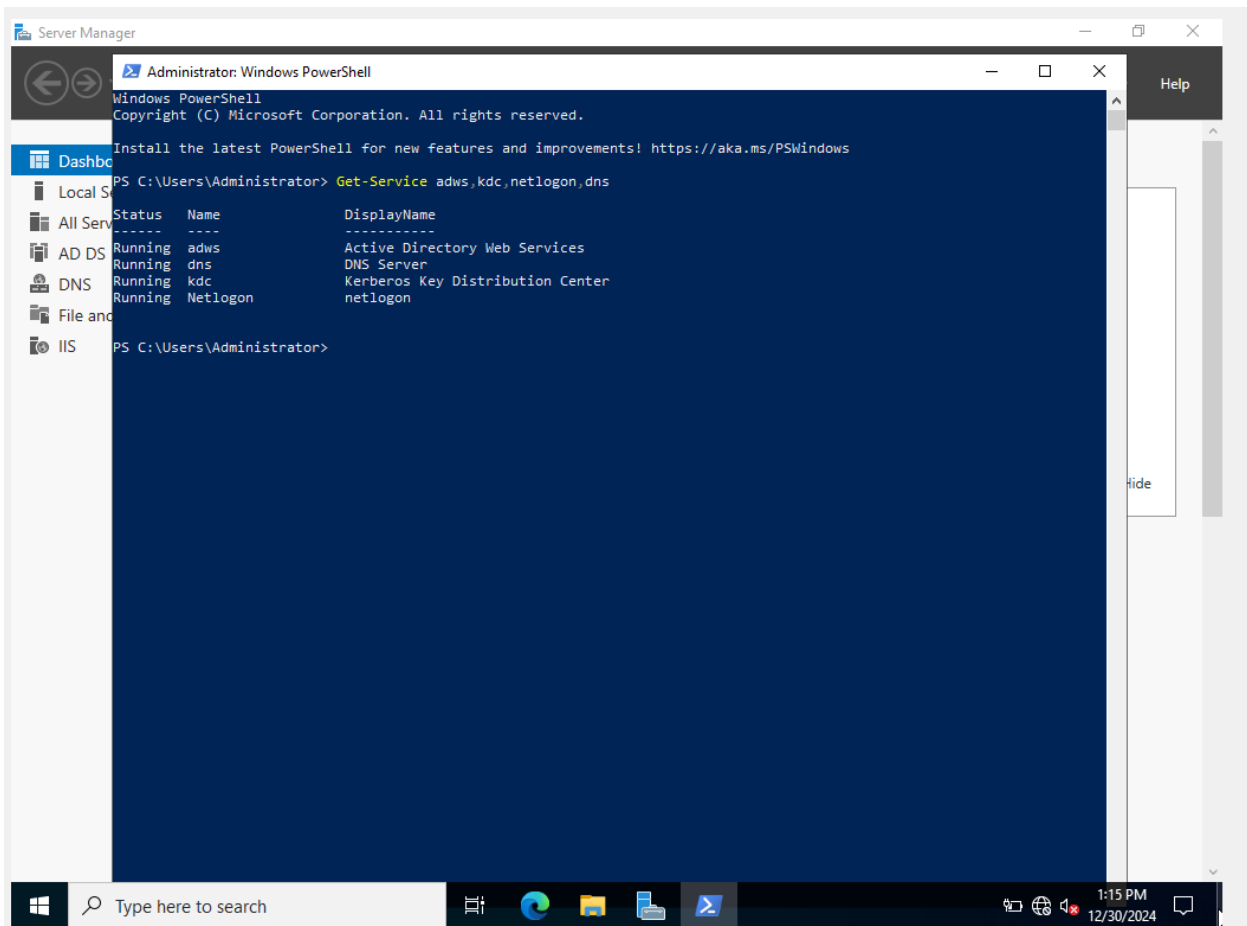 Server Manager
Administrator: Windows PowerShell
Help
Windows PowerShell
Copyright (C) Microsoft Corporation. All rights reserved.
Install the latest PowerShell for new features and improvements! https://aka.ms/PSWindows
PS C:\Users\Administrator> Get-Service adws,kdc,netlogon,dns
Status Name DisplayName
------ ---- -----------
Running adws Active Directory Web Services
Running dns DNS Server
Running kdc Kerberos Key Distribution Center
Running Netlogon netlogon
PS C:\Users\Administrator>
Dashbo
Local Se
All Serv
AD DS
DNS
File and
IIS
Hide
Type here to search
1:15 PM
12/30/2024